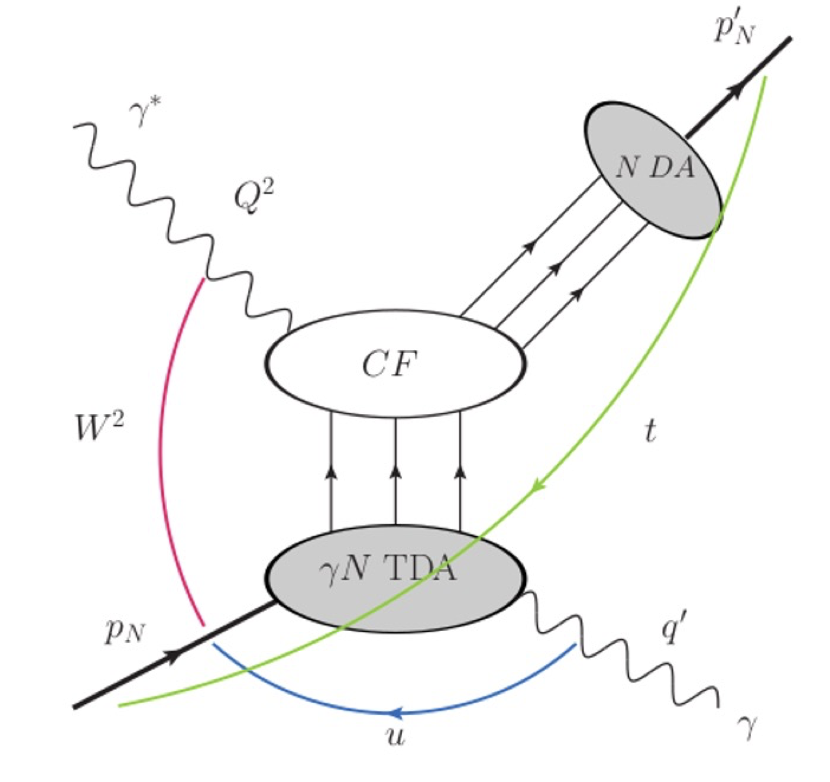 p′_N
γ*
N DA
Q²
CF
W²
t
γN TDA
p_N
q′
u
γ